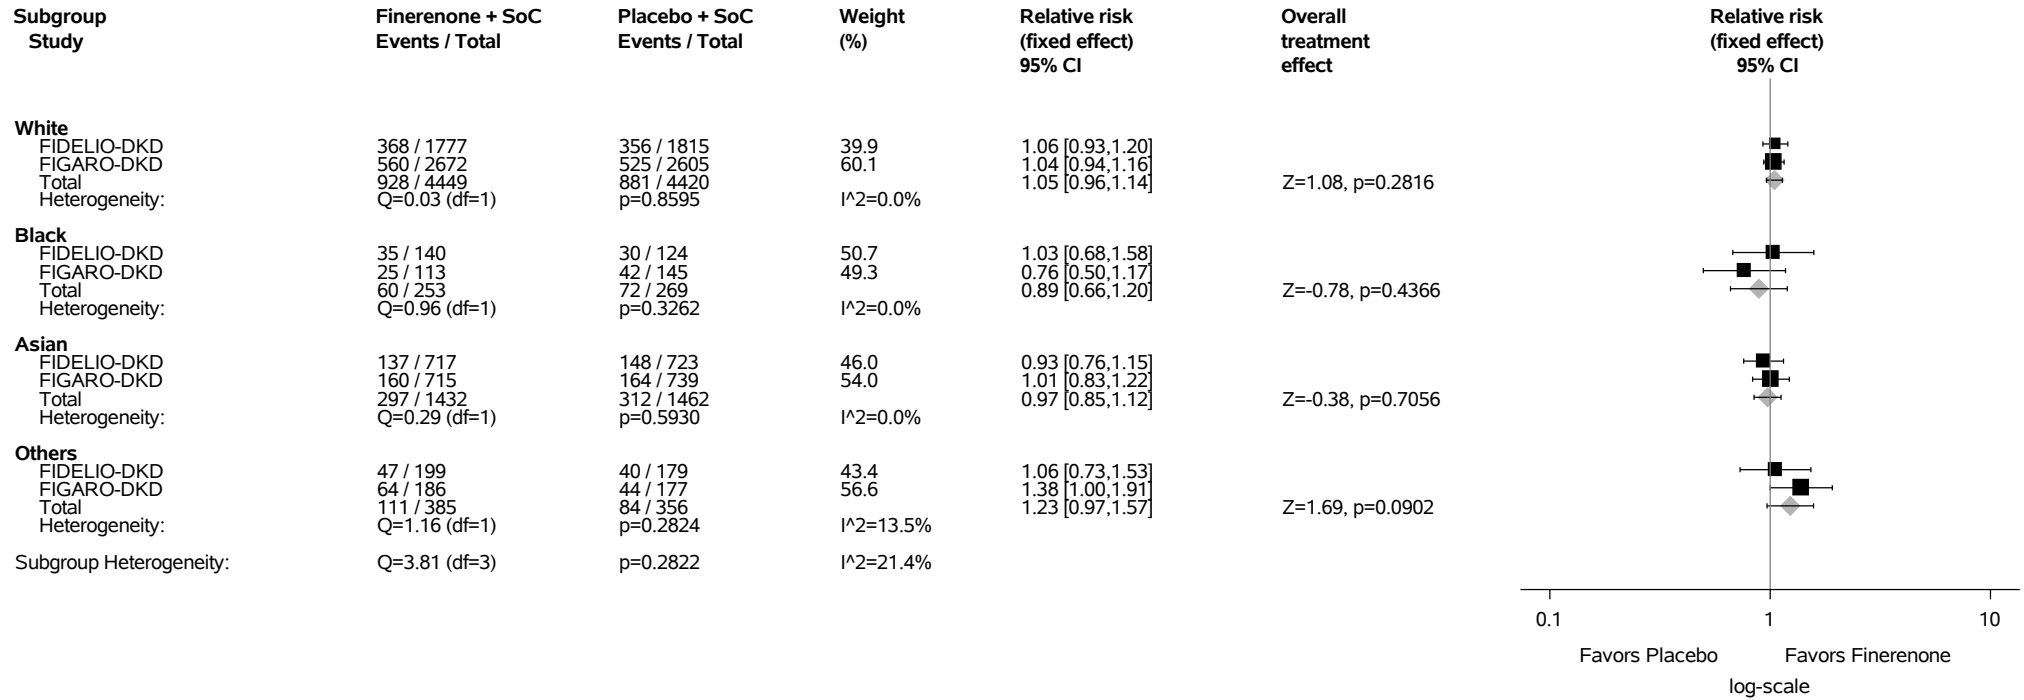 Subgroup Finerenone + SoC Placebo + SoC Weight Relative risk Overall Relative risk
Study Events / Total Events / Total (%) (fixed effect) treatment (fixed effect)
95% CI effect 95% CI
White
FIDELIO-DKD 368 / 1777 356 / 1815 39.9 1.06 [0.93,1.20]
FIGARO-DKD 560 / 2672 525 / 2605 60.1 1.04 [0.94,1.16]
Total 928 / 4449 881 / 4420 1.05 [0.96,1.14] Z=1.08, p=0.2816
Heterogeneity: Q=0.03 (df=1) p=0.8595 I^2=0.0%
Black
FIDELIO-DKD 35 / 140 30 / 124 50.7 1.03 [0.68,1.58]
FIGARO-DKD 25 / 113 42 / 145 49.3 0.76 [0.50,1.17]
Total 60 / 253 72 / 269 0.89 [0.66,1.20] Z=-0.78, p=0.4366
Heterogeneity: Q=0.96 (df=1) p=0.3262 I^2=0.0%
Asian
FIDELIO-DKD 137 / 717 148 / 723 46.0 0.93 [0.76,1.15]
FIGARO-DKD 160 / 715 164 / 739 54.0 1.01 [0.83,1.22]
Total 297 / 1432 312 / 1462 0.97 [0.85,1.12] Z=-0.38, p=0.7056
Heterogeneity: Q=0.29 (df=1) p=0.5930 I^2=0.0%
Others
FIDELIO-DKD 47 / 199 40 / 179 43.4 1.06 [0.73,1.53]
FIGARO-DKD 64 / 186 44 / 177 56.6 1.38 [1.00,1.91]
Total 111 / 385 84 / 356 1.23 [0.97,1.57] Z=1.69, p=0.0902
Heterogeneity: Q=1.16 (df=1) p=0.2824 I^2=13.5%
Subgroup Heterogeneity: Q=3.81 (df=3) p=0.2822 I^2=21.4%
0.1 1 10
Favors Placebo Favors Finerenone
log-scale